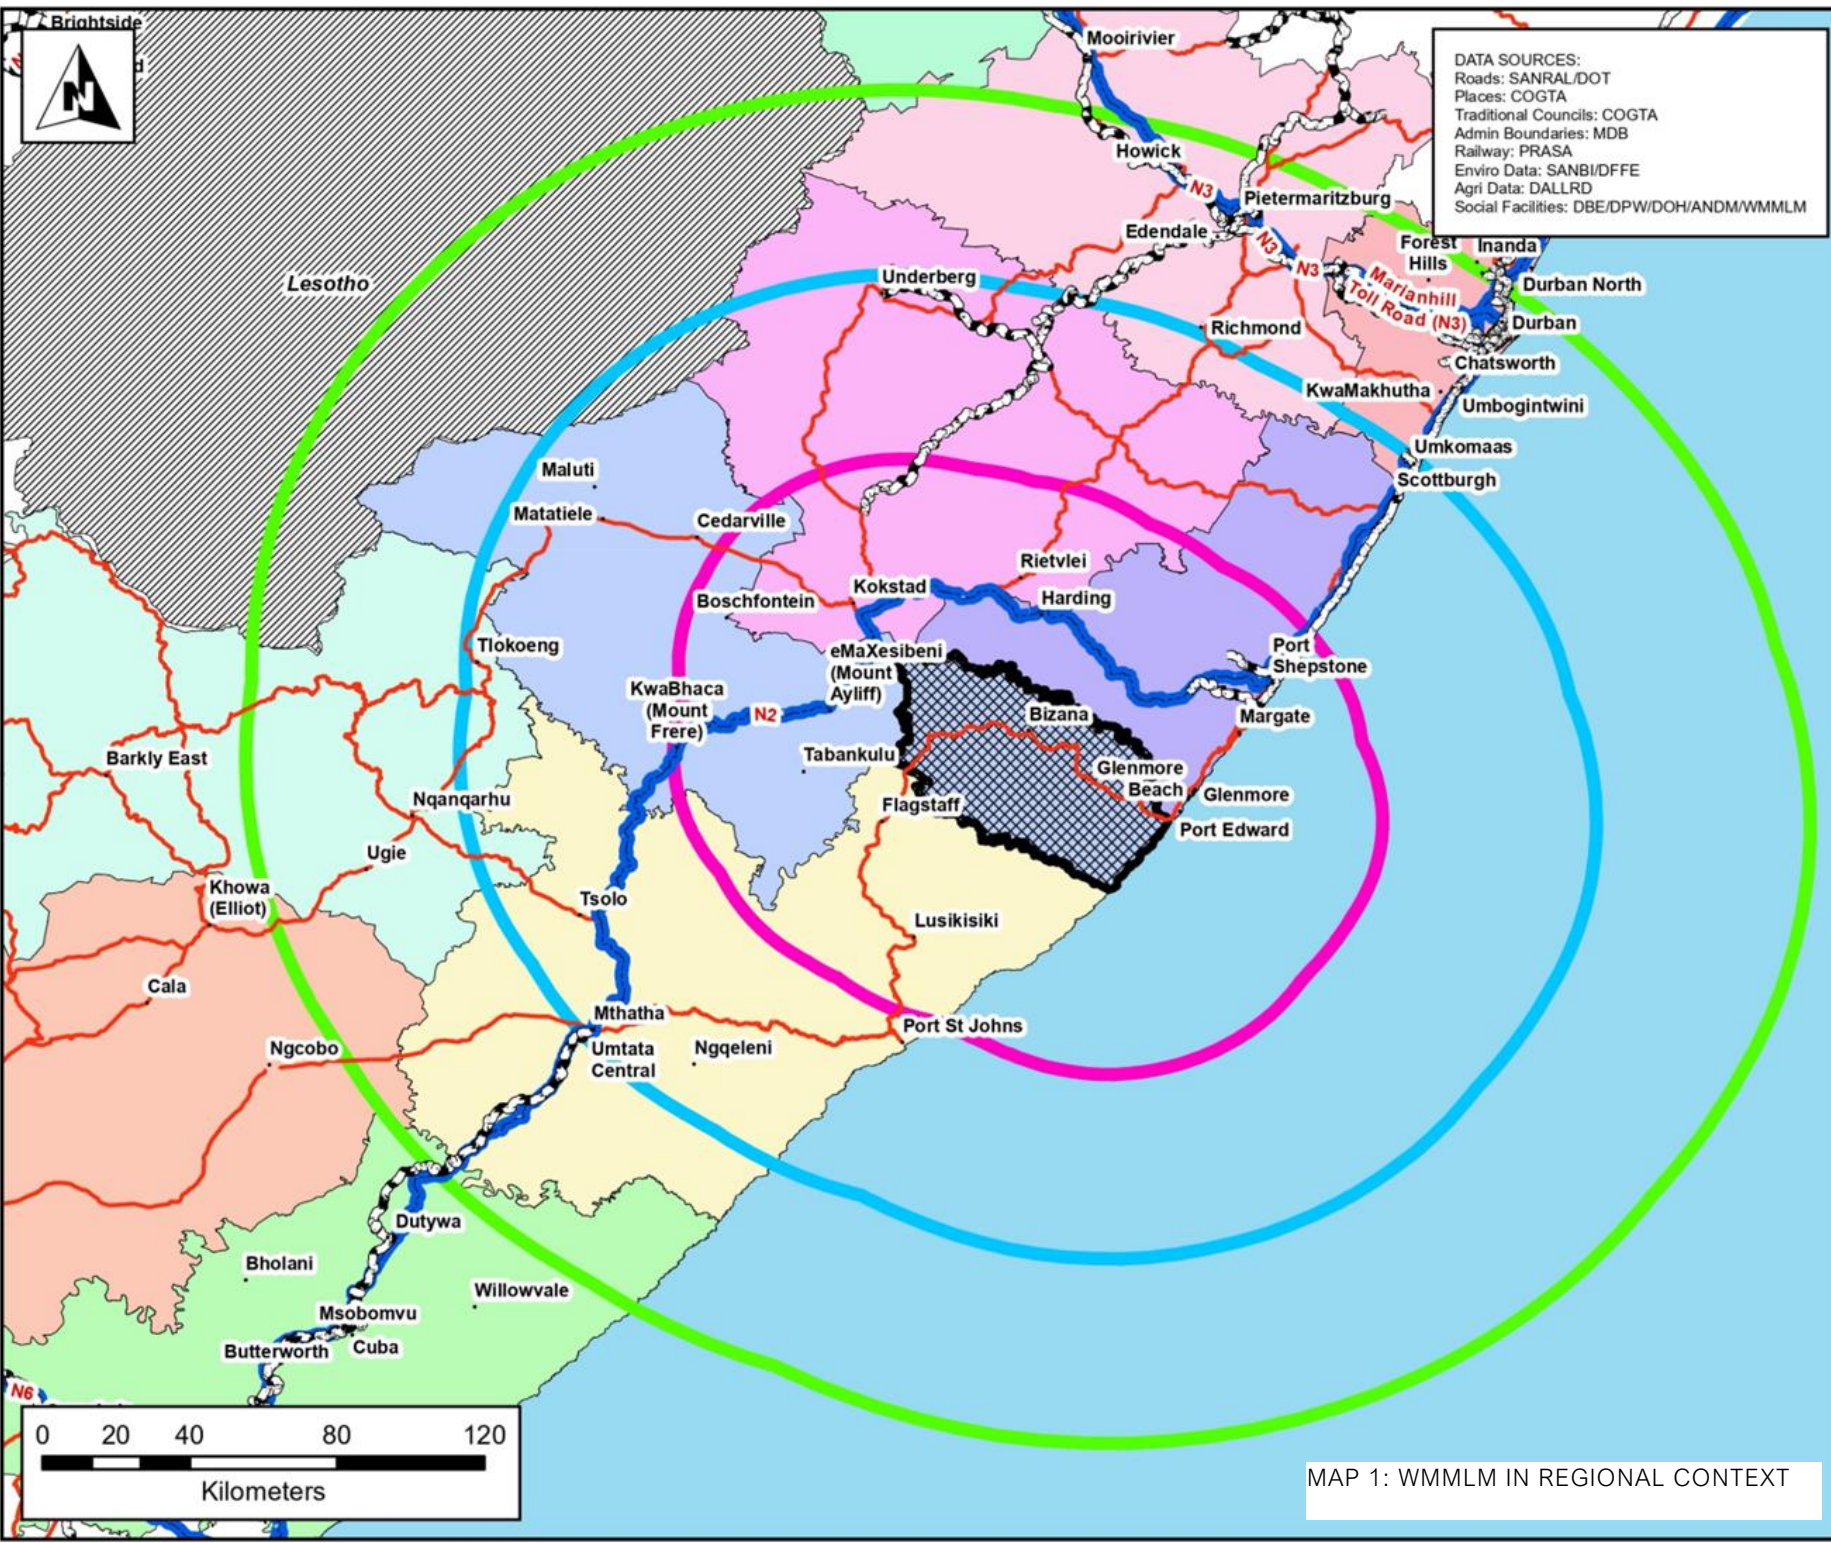 Brightside
N
DATA SOURCES:
Roads: SANRAL/DOT
Places: COGTA
Traditional Councils: COGTA
Admin Boundaries: MDB
Railway: PRASA
Enviro Data: SANBI/DFFE
Agri Data: DALLRD
Social Facilities: DBE/DPW/DOH/ANDM/WMMLM
Mooirivier
Howick
N3
Pietermaritzburg
Edendale
N3
N3
Forest
Hills
Inanda
Marianhill
Toll Road (N3)
Durban North
Durban
Lesotho
Underberg
Richmond
Chatsworth
KwaMakhutha
Umbogintwini
Umkomaas
Scottburgh
Maluti
Matatiele
Cedarville
Rietvlei
Kokstad
Harding
Boschfontein
Tlokoeng
eMaXesibeni
(Mount
Ayliff)
Port
Shepstone
KwaBhaca
(Mount
Frere)
N2
Bizana
Margate
Tabankulu
Barkly East
Glenmore
Beach
Glenmore
Nqanqarhu
Flagstaff
Port Edward
Ugie
Khowa
(Elliot)
Tsolo
Lusikisiki
Cala
Mthatha
Port St Johns
Ngcobo
Umtata
Central
Ngqeleni
Dutywa
Bholani
Willowvale
Msobomvu
Butterworth
Cuba
N6
0 20 40 80 120
Kilometers
MAP 1: WMMLM IN REGIONAL CONTEXT